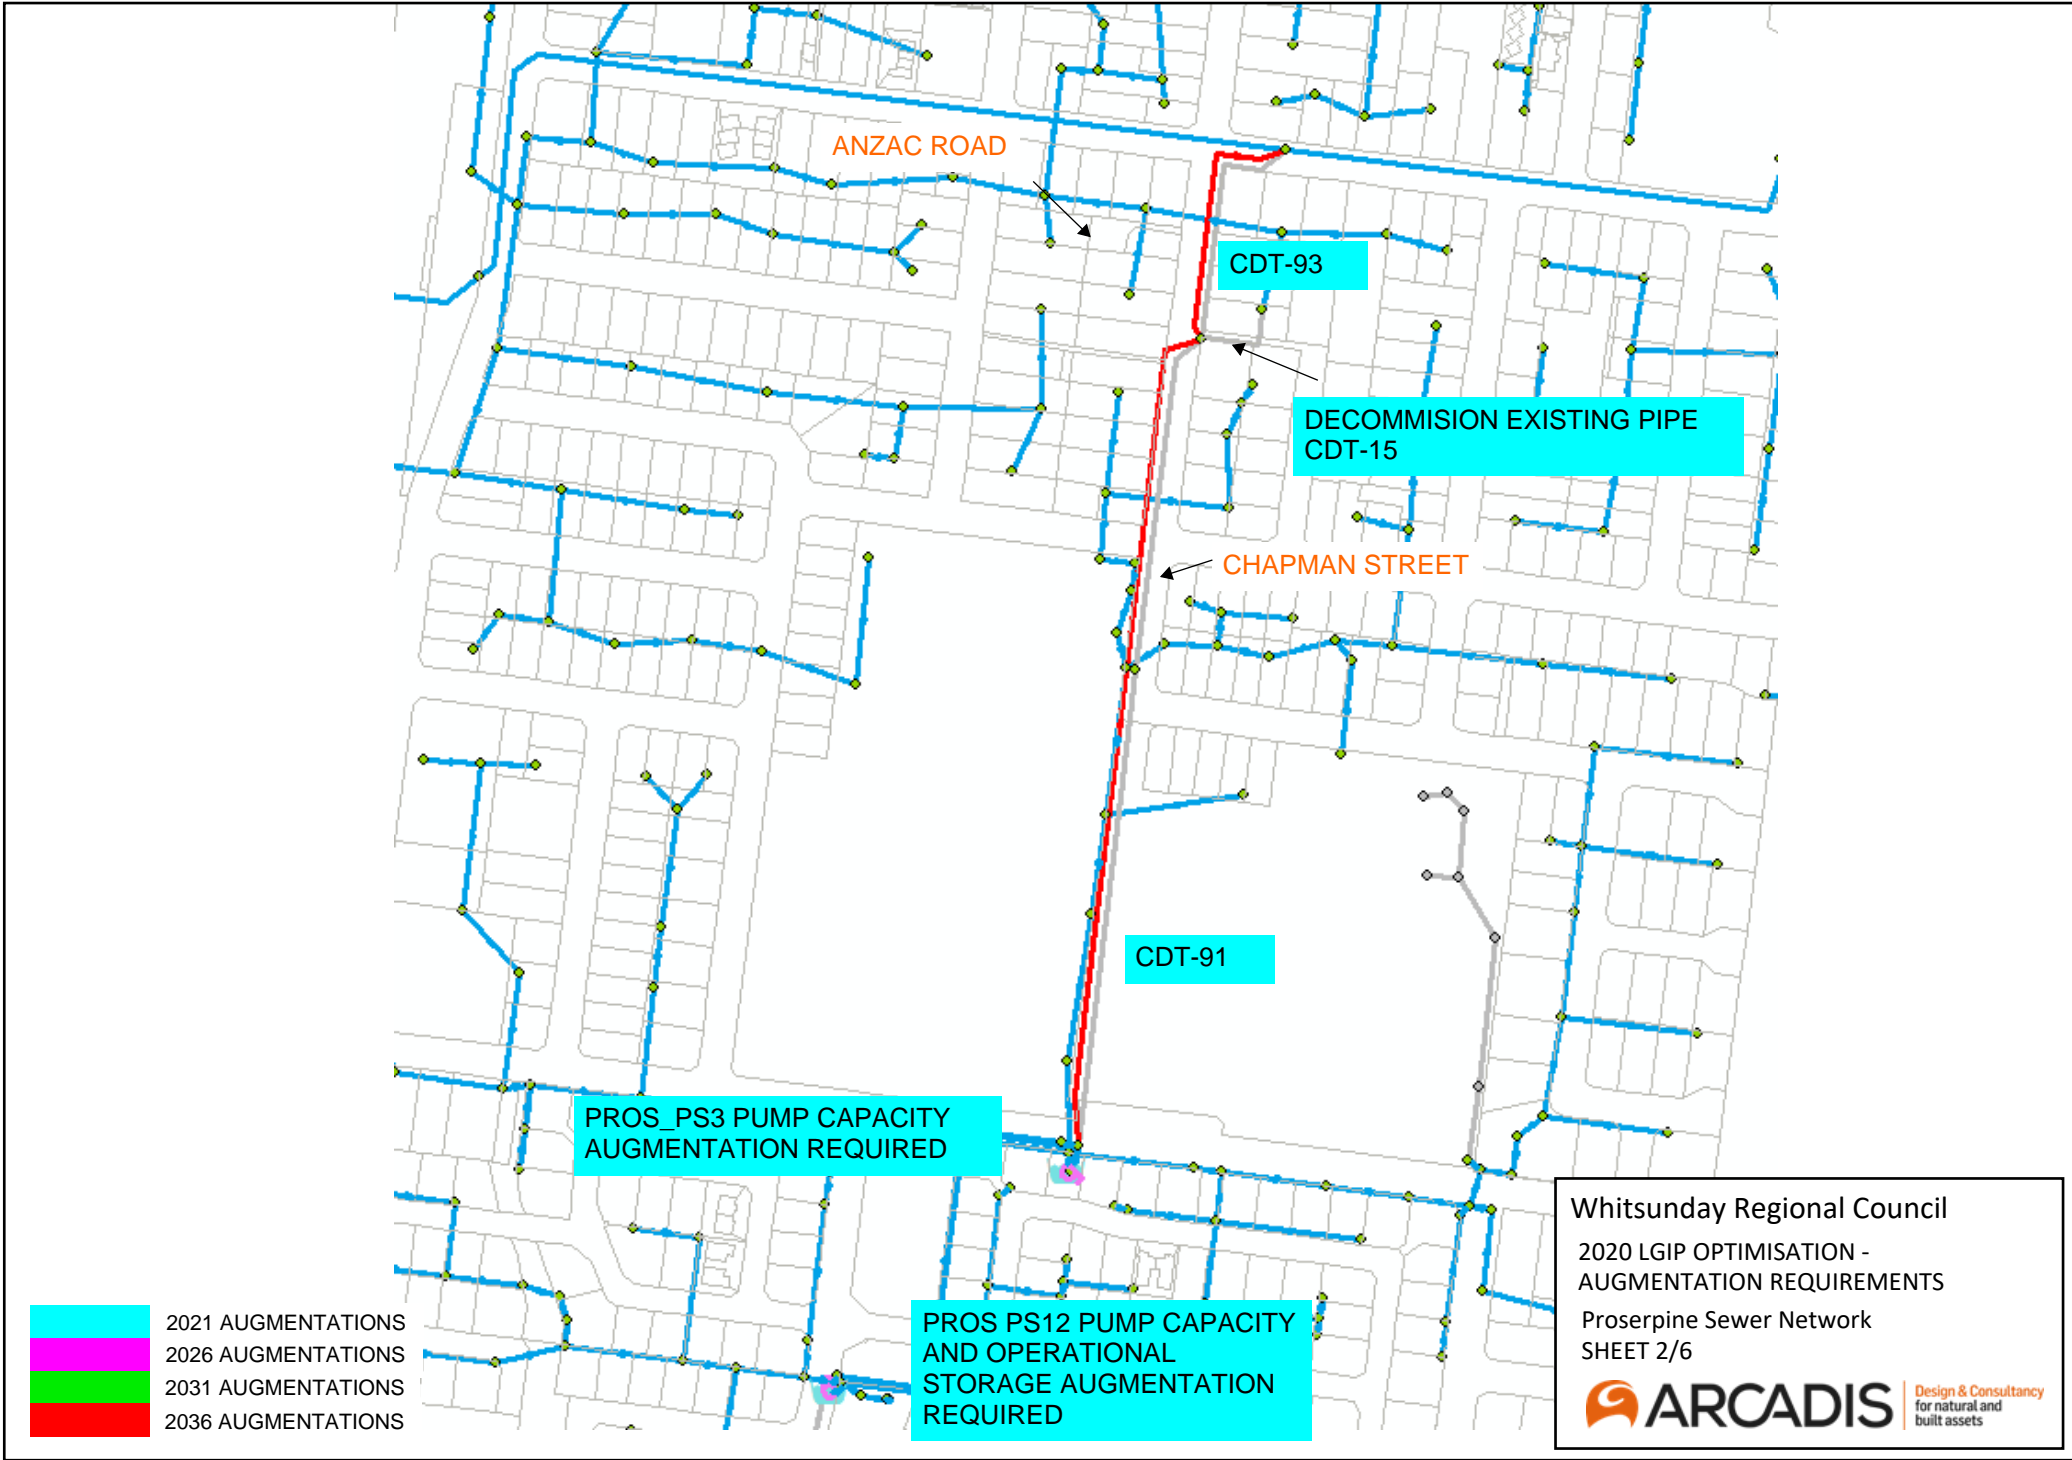 ANZAC ROAD
CDT-93
DECOMMISION EXISTING PIPE
CDT-15
CHAPMAN STREET
CDT-91
PROS_PS3 PUMP CAPACITY
AUGMENTATION REQUIRED
PROS PS12 PUMP CAPACITY
AND OPERATIONAL
STORAGE AUGMENTATION
REQUIRED
2021 AUGMENTATIONS
2026 AUGMENTATIONS
2031 AUGMENTATIONS
2036 AUGMENTATIONS
Whitsunday Regional Council
2020 LGIP OPTIMISATION -
AUGMENTATION REQUIREMENTS
Proserpine Sewer Network
SHEET 2/6
ARCADIS
Design & Consultancy
for natural and
built assets